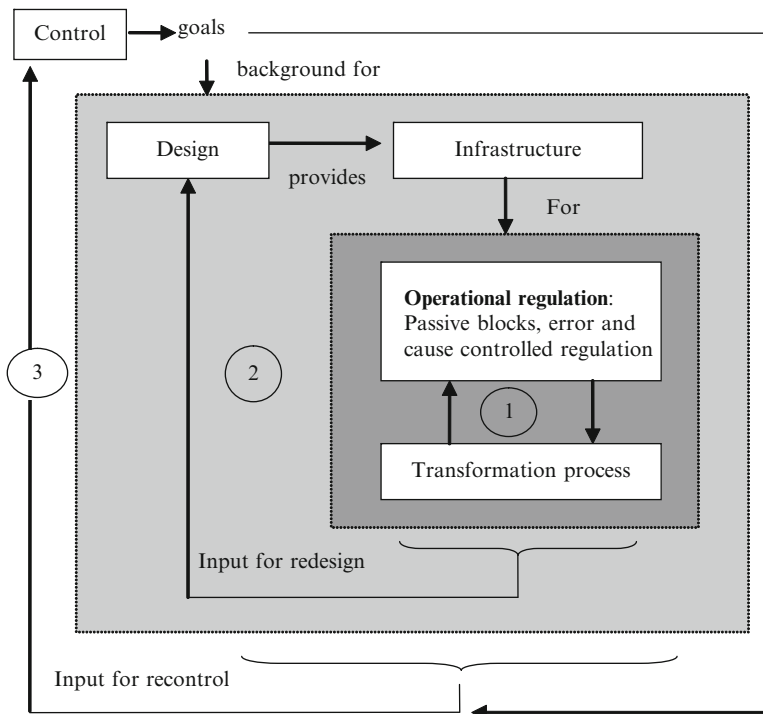 Control
goals
background for
Design
Infrastructure
provides
For
Operational regulation:
Passive blocks, error and
cause controlled regulation
3
2
1
Transformation process
Input for redesign
Input for recontrol